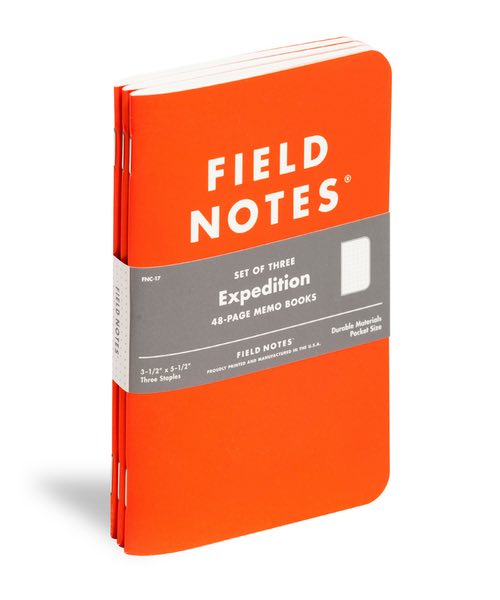 FIELD
NOTES®
FNC-17
SET OF THREE
Expedition
48-PAGE MEMO BOOKS
Durable Materials
Pocket Size
3-1/2" x 5-1/2"
Three Staples
FIELD NOTES®
PROUDLY PRINTED AND MANUFACTURED IN THE U.S.A.
FIELD NOTES